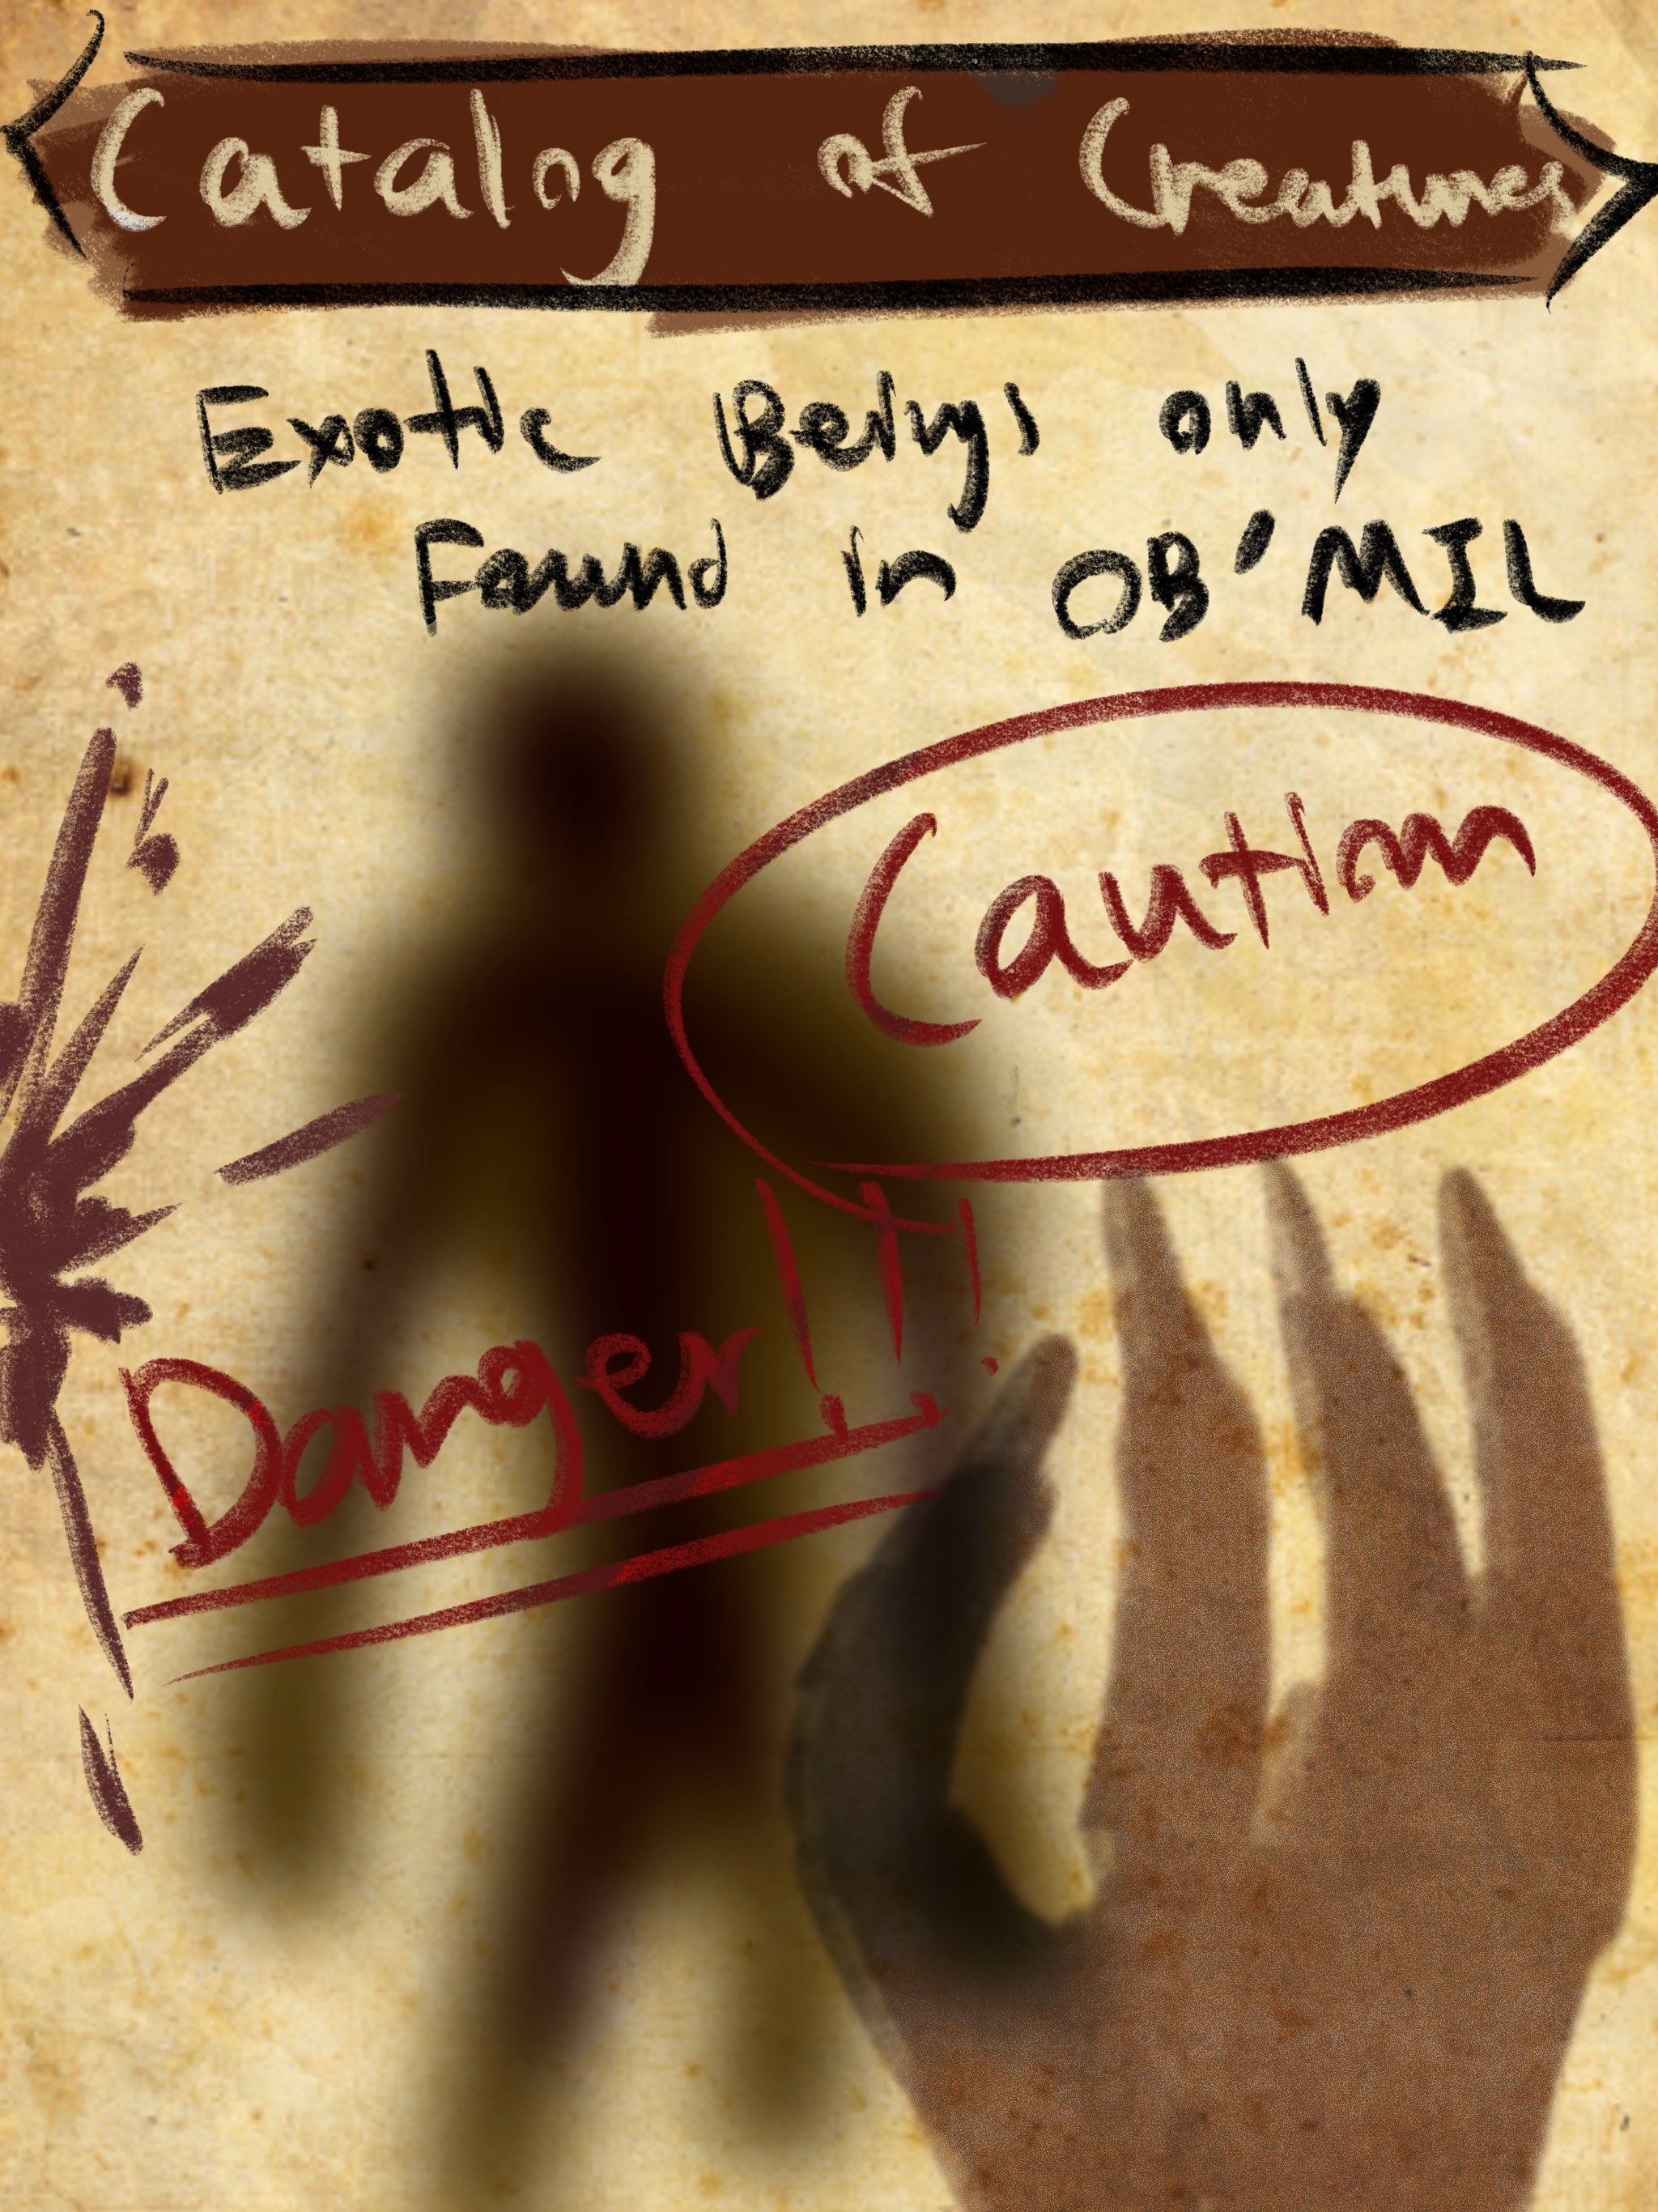 Catalog of Creatures
Exotic Beings only
Found in OB'MIL
Caution
Danger!!!